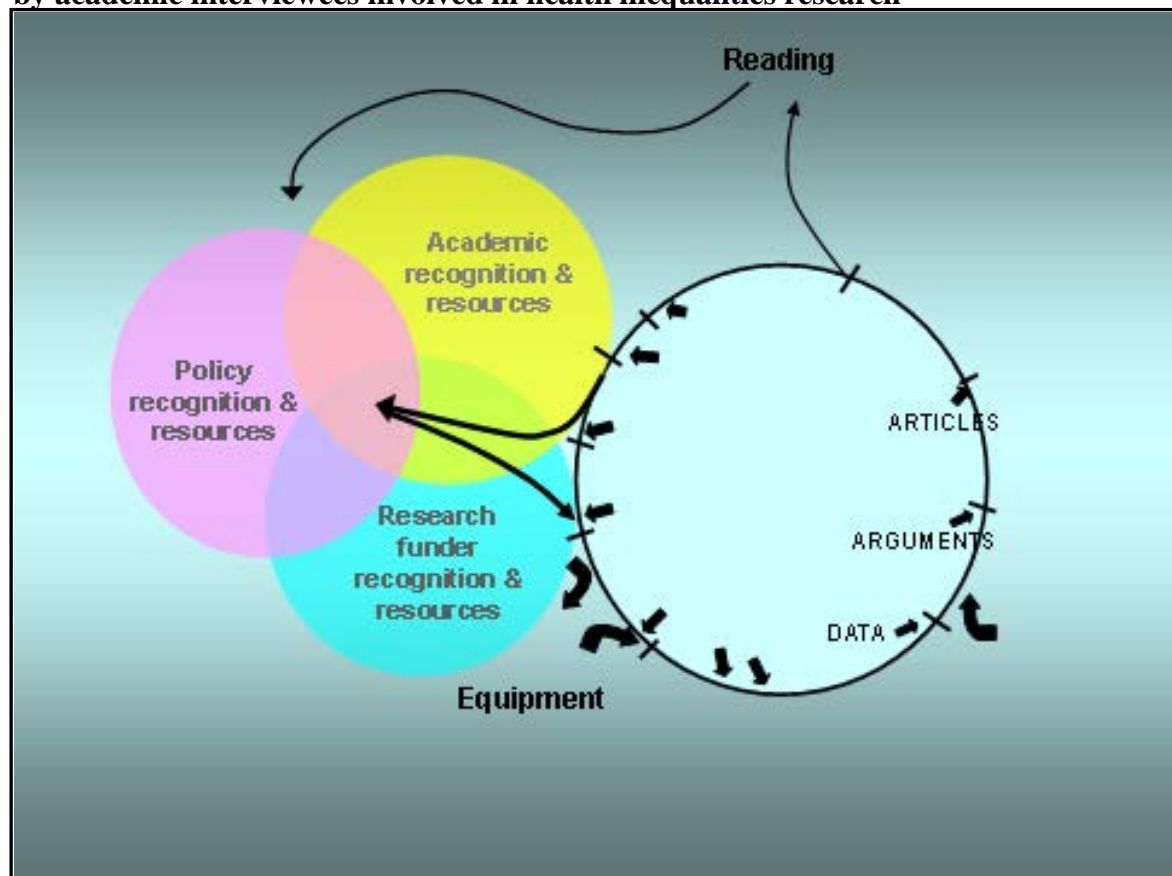 by academic interviewees involved in health inequalities research
Reading
Academic
recognition &
resources
Policy
recognition &
resources
ARTICLES
Research
funder
recognition &
resources
ARGUMENTS
DATA
Equipment